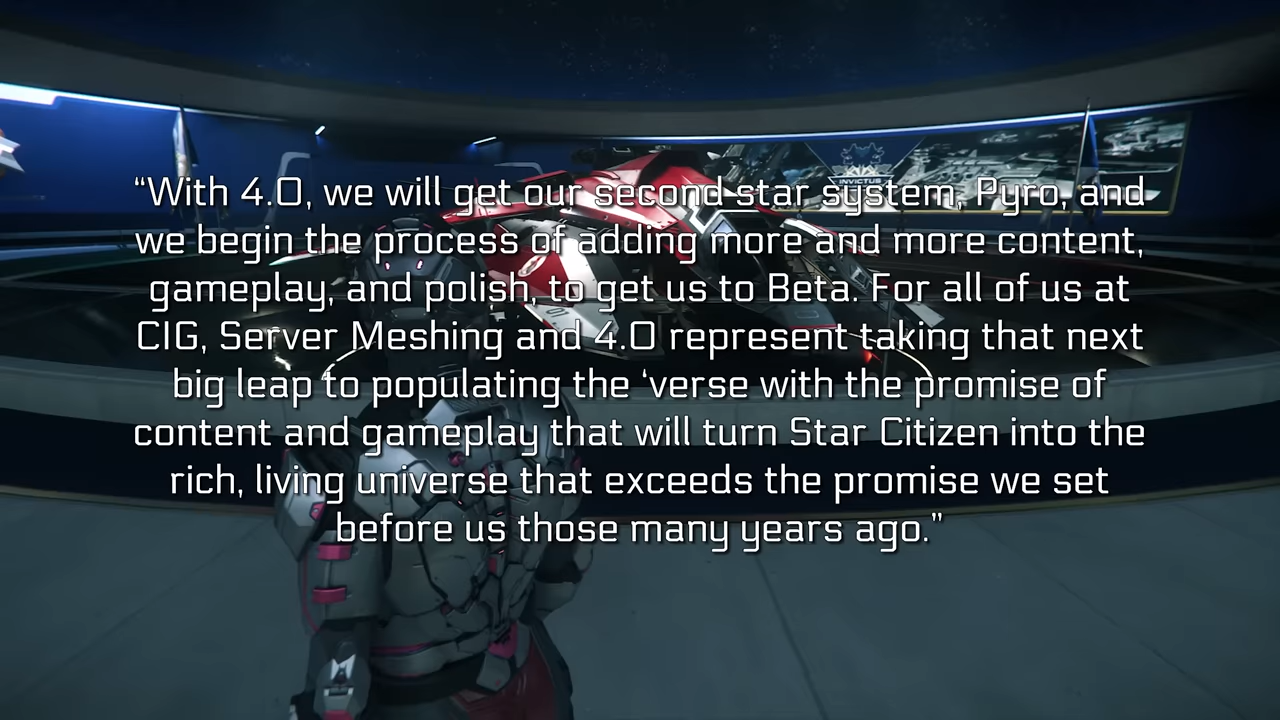 INVICTUS
“With 4.0, we will get our second star system, Pyro, and
we begin the process of adding more and more content,
gameplay, and polish, to get us to Beta. For all of us at
CIG, Server Meshing and 4.0 represent taking that next
big leap to populating the ‘verse with the promise of
content and gameplay that will turn Star Citizen into the
rich, living universe that exceeds the promise we set
before us those many years ago.”